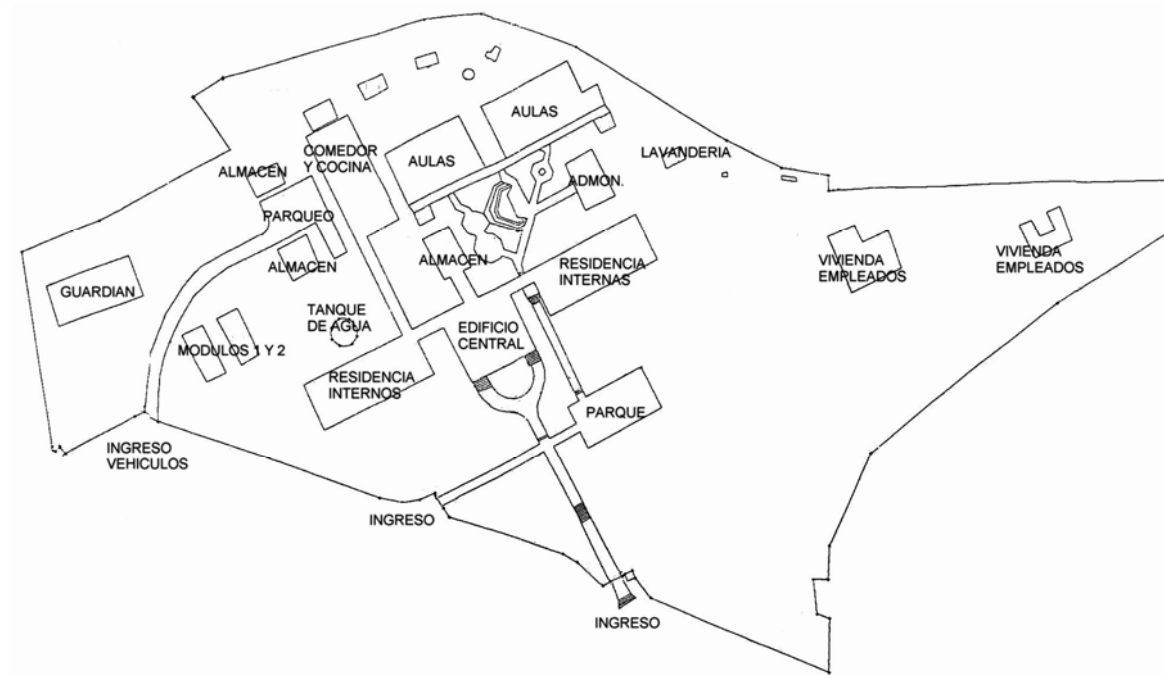 AULAS
COMEDOR
Y COCINA
AULAS
LAVANDERIA
ALMACEN
ADMON.
PARQUEO
ALMACEN
ALMACEN
RESIDENCIA
INTERNAS
VIVIENDA
EMPLEADOS
VIVIENDA
EMPLEADOS
GUARDIAN
TANQUE
DE AGUA
EDIFICIO
CENTRAL
MODULOS 1 Y 2
RESIDENCIA
INTERNOS
PARQUE
INGRESO
VEHICULOS
INGRESO
INGRESO